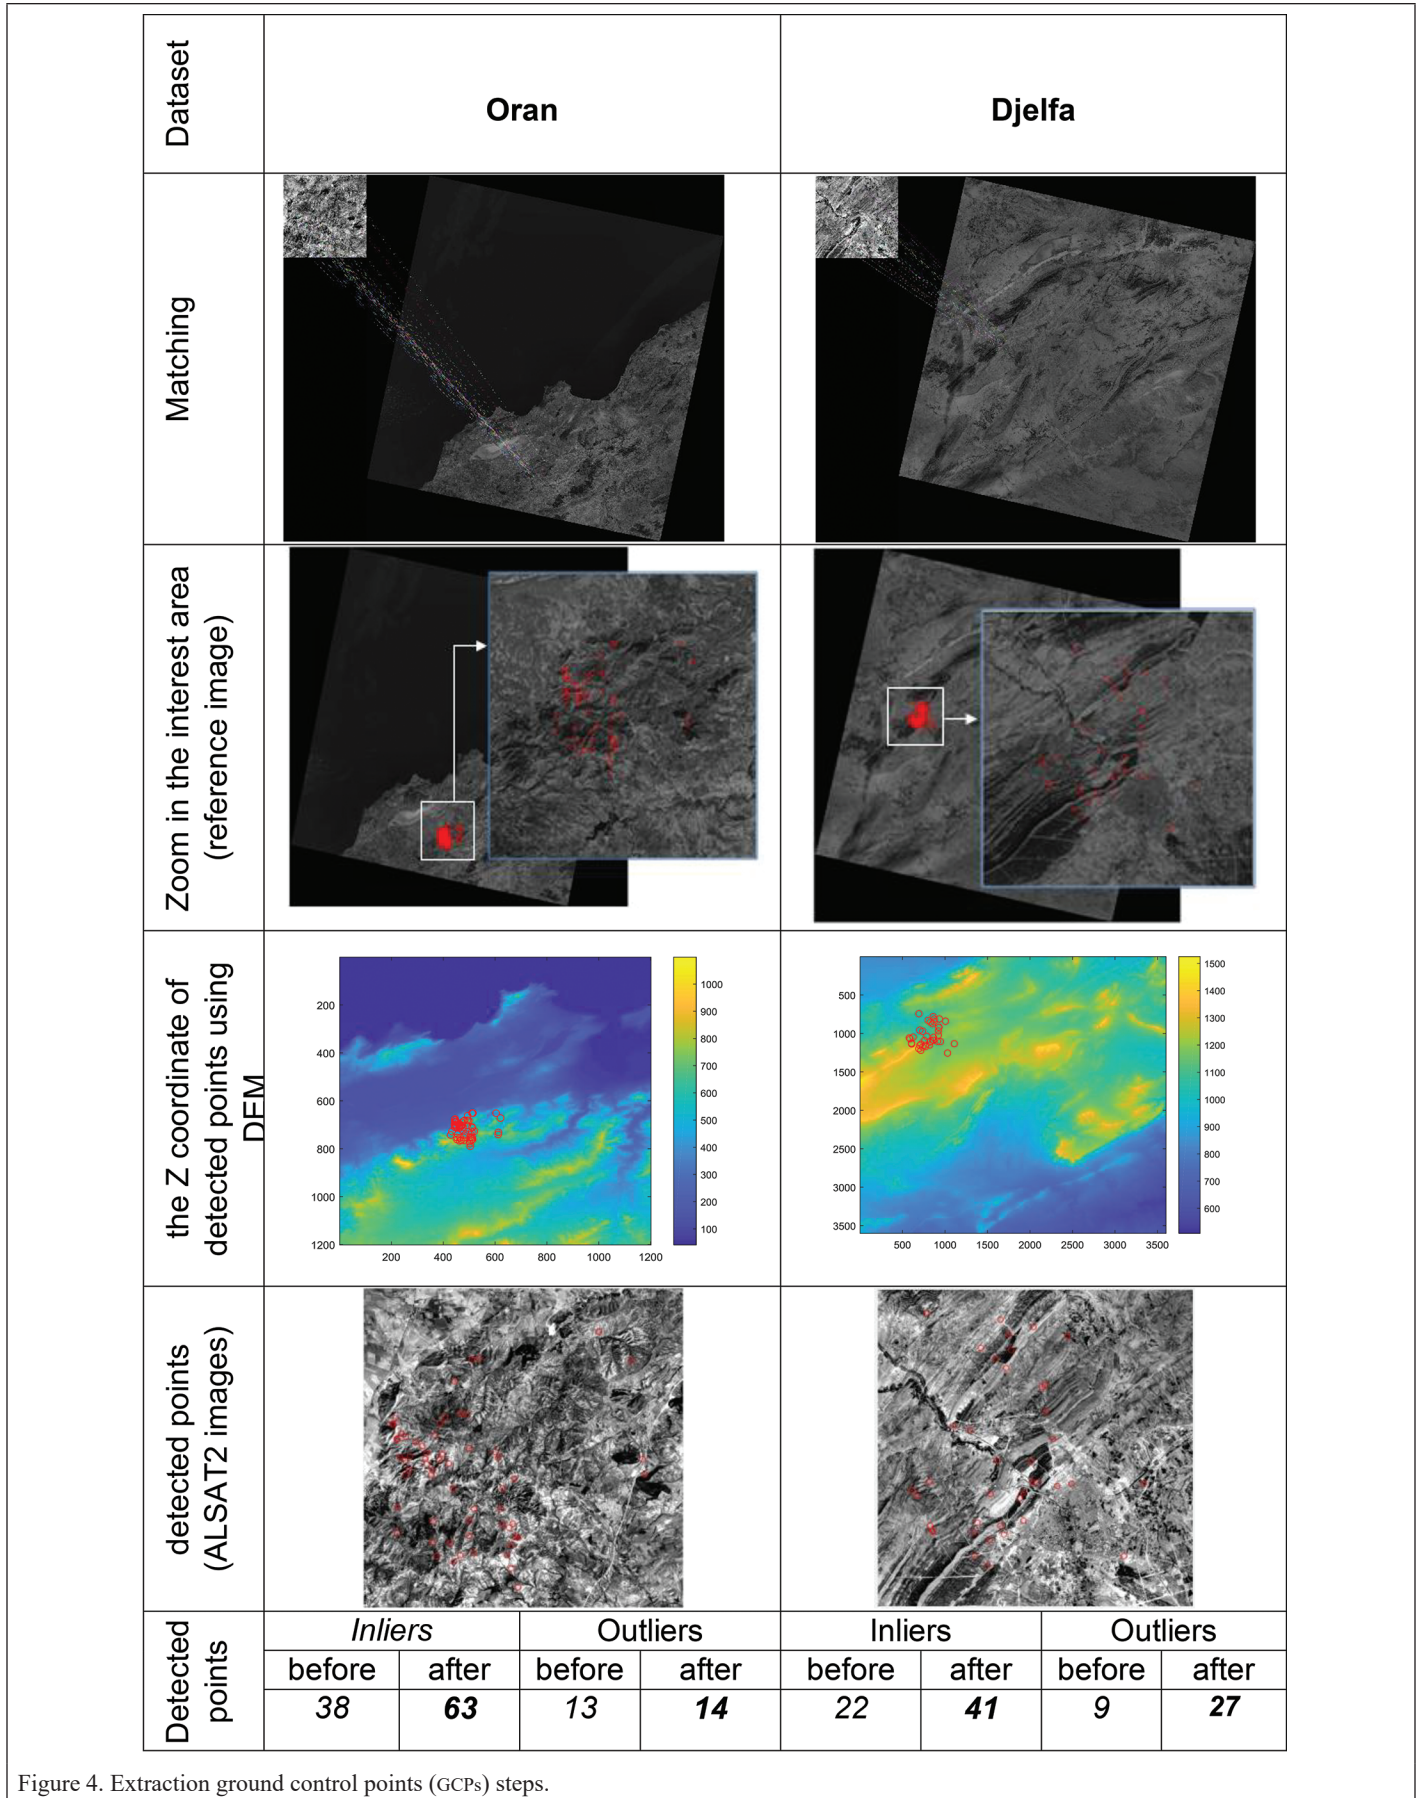 Dataset
Oran
Djelfa
Matching
Zoom in the interest area
(reference image)
the Z coordinate of
detected points using
DEM
200
400
600
800
1000
1200
200
400
600
800
1000
1200
1000
900
800
700
600
500
400
300
200
100
500
1000
1500
2000
2500
3000
3500
500
1000
1500
2000
2500
3000
3500
1500
1400
1300
1200
1100
1000
900
800
700
600
detected points
(ALSAT2 images)
Detected
points
Inliers
Outliers
Inliers
Outliers
before
after
before
after
before
after
before
after
38
63
13
14
22
41
9
27
Figure 4. Extraction ground control points (GCPs) steps.